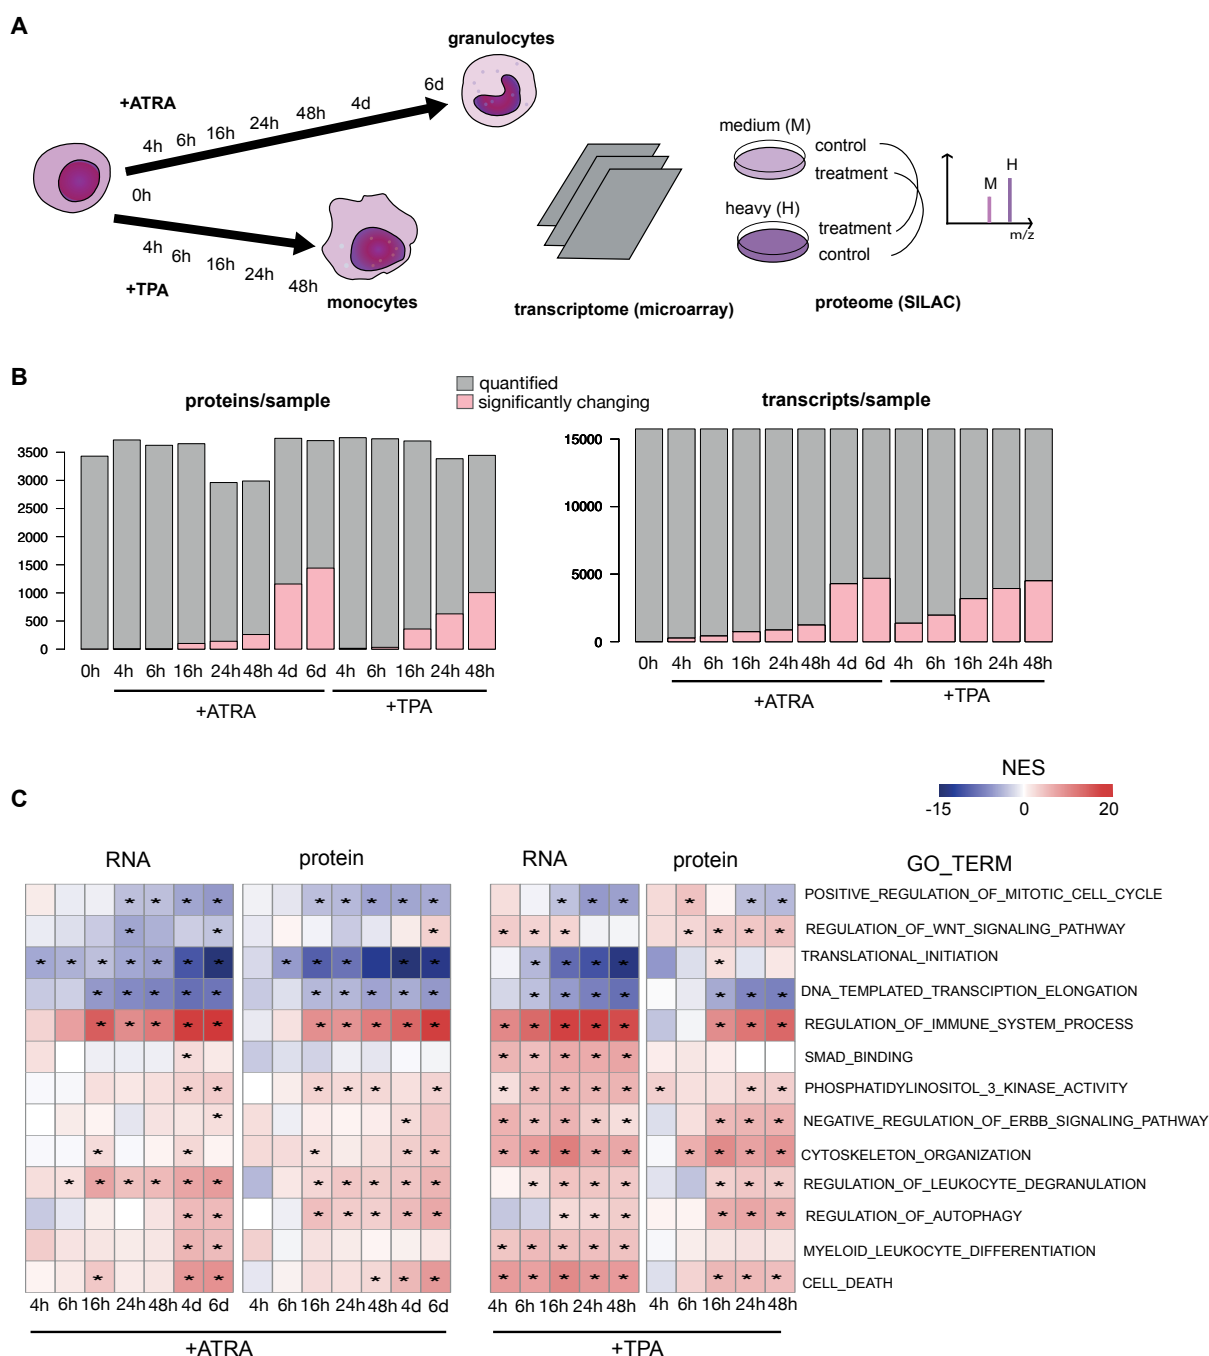 A
granulocytes
+ATRA
4h 6h 16h 24h 48h 4d 6d
0h
4h 6h 16h 24h 48h
+TPA
monocytes
transcriptome (microarray)
medium (M)
control
treatment
heavy (H)
treatment
control
M H
m/z
proteome (SILAC)
B
quantified
significantly changing
proteins/sample
3500
3000
2500
2000
1500
1000
500
0
0h 4h 6h 16h 24h 48h 4d 6d 4h 6h 16h 24h 48h
+ATRA +TPA
transcripts/sample
15000
10000
5000
0
0h 4h 6h 16h 24h 48h 4d 6d 4h 6h 16h 24h 48h
+ATRA +TPA
NES
-15 0 20
C
RNA protein RNA protein GO_TERM
POSITIVE_REGULATION_OF_MITOTIC_CELL_CYCLE
REGULATION_OF_WNT_SIGNALING_PATHWAY
TRANSLATIONAL_INITIATION
DNA_TEMPLATED_TRANSCIPTION_ELONGATION
REGULATION_OF_IMMUNE_SYSTEM_PROCESS
SMAD_BINDING
PHOSPHATIDYLINOSITOL_3_KINASE_ACTIVITY
NEGATIVE_REGULATION_OF_ERBB_SIGNALING_PATHWAY
CYTOSKELETON_ORGANIZATION
REGULATION_OF_LEUKOCYTE_DEGRANULATION
REGULATION_OF_AUTOPHAGY
MYELOID_LEUKOCYTE_DIFFERENTIATION
CELL_DEATH
4h 6h 16h 24h 48h 4d 6d 4h 6h 16h 24h 48h 4d 6d 4h 6h 16h 24h 48h 4h 6h 16h 24h 48h
+ATRA +TPA